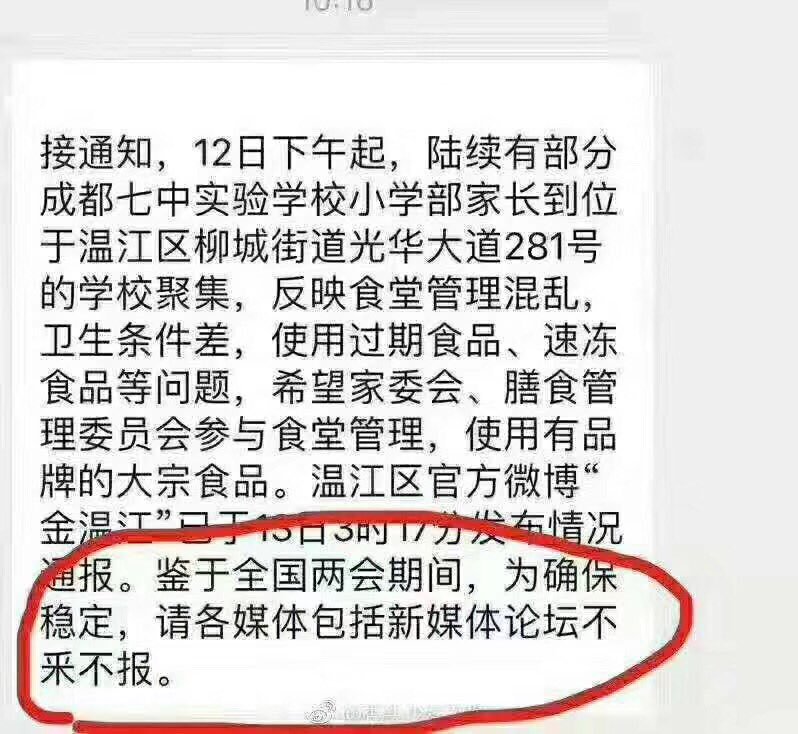 10:18
接通知，12日下午起，陆续有部分
成都七中实验学校小学部家长到位
于温江区柳城街道光华大道281号
的学校聚集，反映食堂管理混乱，
卫生条件差，使用过期食品、速冻
食品等问题，希望家委会、膳食管
理委员会参与食堂管理，使用有品
牌的大宗食品。温江区官方微博“
金温江”已于13日3时17分发布情况
通报。鉴于全国两会期间，为确保
稳定，请各媒体包括新媒体论坛不
采不报。